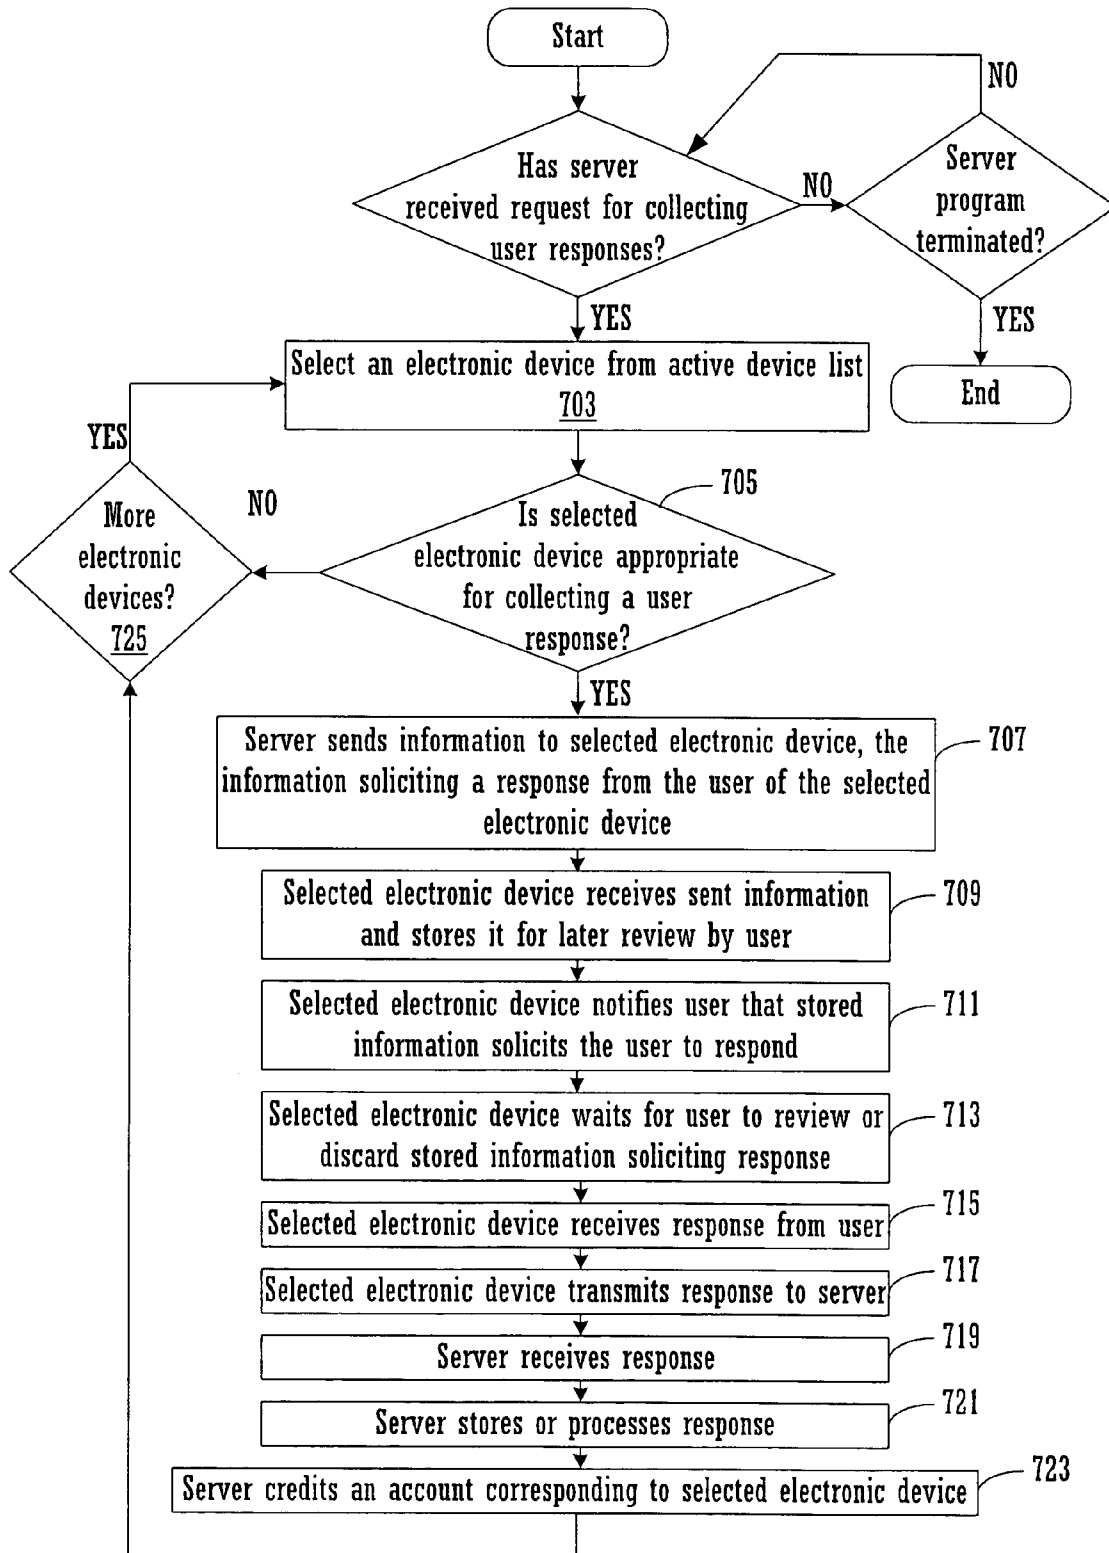 Start
NO
Has server
received request for collecting
user responses?
NO
Server
program
terminated?
YES
YES
Select an electronic device from active device list
703
End
YES
705
NO
More
electronic
devices?
725
Is selected
electronic device appropriate
for collecting a user
response?
YES
Server sends information to selected electronic device, the
information soliciting a response from the user of the selected
electronic device
707
Selected electronic device receives sent information
and stores it for later review by user
709
Selected electronic device notifies user that stored
information solicits the user to respond
711
Selected electronic device waits for user to review or
discard stored information soliciting response
713
Selected electronic device receives response from user
715
Selected electronic device transmits response to server
717
Server receives response
719
Server stores or processes response
721
Server credits an account corresponding to selected electronic device
723